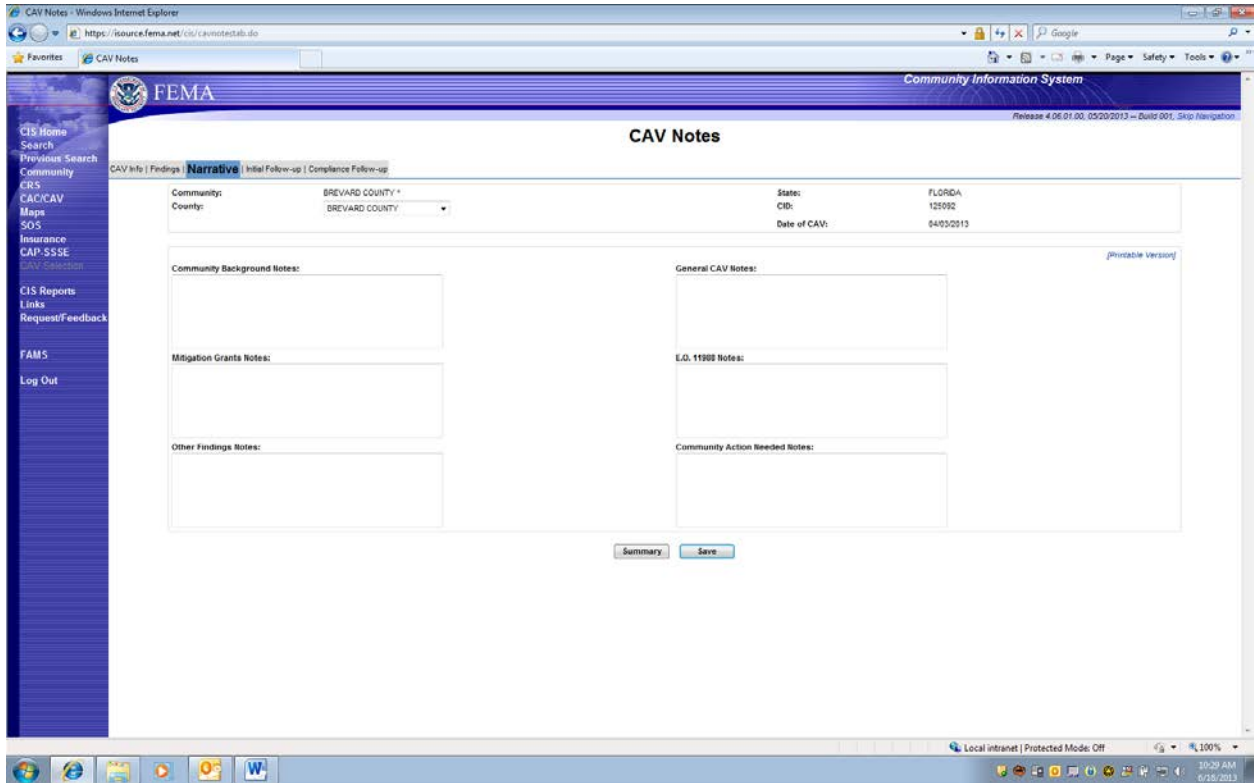 CAV Notes - Windows Internet Explorer
https://isource.fema.net/cis/cavnotestab.do
Google
Favorites CAV Notes Page Safety Tools
FEMA
Community Information System
Release 4.06.01.00, 05/20/2013 -- Build 001, Skip Navigation
CAV Notes
CIS Home
Search
Previous Search
Community
CRS
CAC/CAV
Maps
SOS
Insurance
CAP-SSSE
CAV Selection
CIS Reports
Links
Request/Feedback
FAMS
Log Out
CAV Info | Findings | Narrative | Initial Follow-up | Compliance Follow-up
Community: BREVARD COUNTY * State: FLORIDA
County: BREVARD COUNTY CID: 125092
Date of CAV: 04/03/2013
[Printable Version]
Community Background Notes: General CAV Notes:
Mitigation Grants Notes: E.O. 11988 Notes:
Other Findings Notes: Community Action Needed Notes:
Summary Save
Local intranet | Protected Mode: Off 100%
10:29 AM
6/18/2013